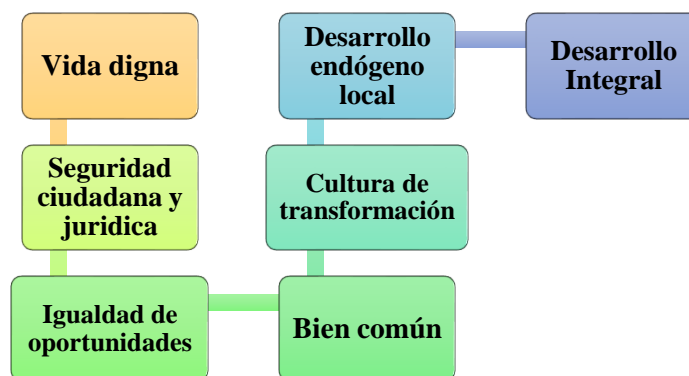 Vida digna
Seguridad
ciudadana y
juridica
Igualdad de
oportunidades
Bien común
Cultura de
transformación
Desarrollo
endógeno
local
Desarrollo
Integral